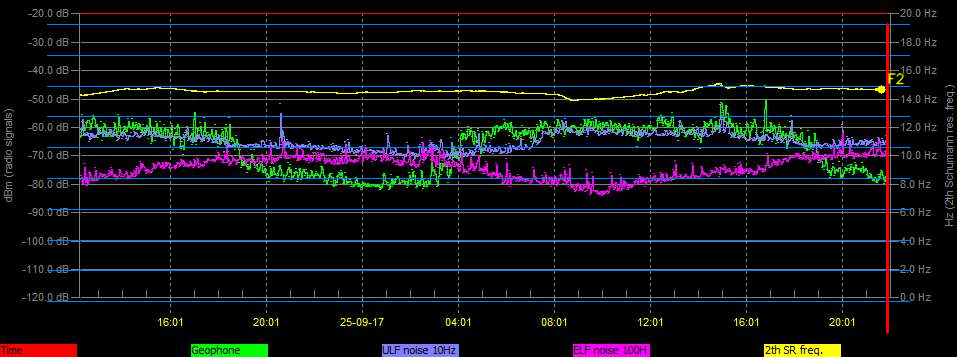 -20.0 dB 20.0 Hz
-30.0 dB 18.0 Hz
-40.0 dB 16.0 Hz
F2
-50.0 dB 14.0 Hz
-60.0 dB 12.0 Hz
-70.0 dB 10.0 Hz
-80.0 dB 8.0 Hz
-90.0 dB 6.0 Hz
-100.0 dB 4.0 Hz
-110.0 dB 2.0 Hz
-120.0 dB 0.0 Hz
dBm (radio signals)
Hz (2th Schumann res. freq.)
16:01 20:01 25-09-17 04:01 08:01 12:01 16:01 20:01
Time Geophone ULF noise 10Hz ELF noise 100H 2th SR freq.